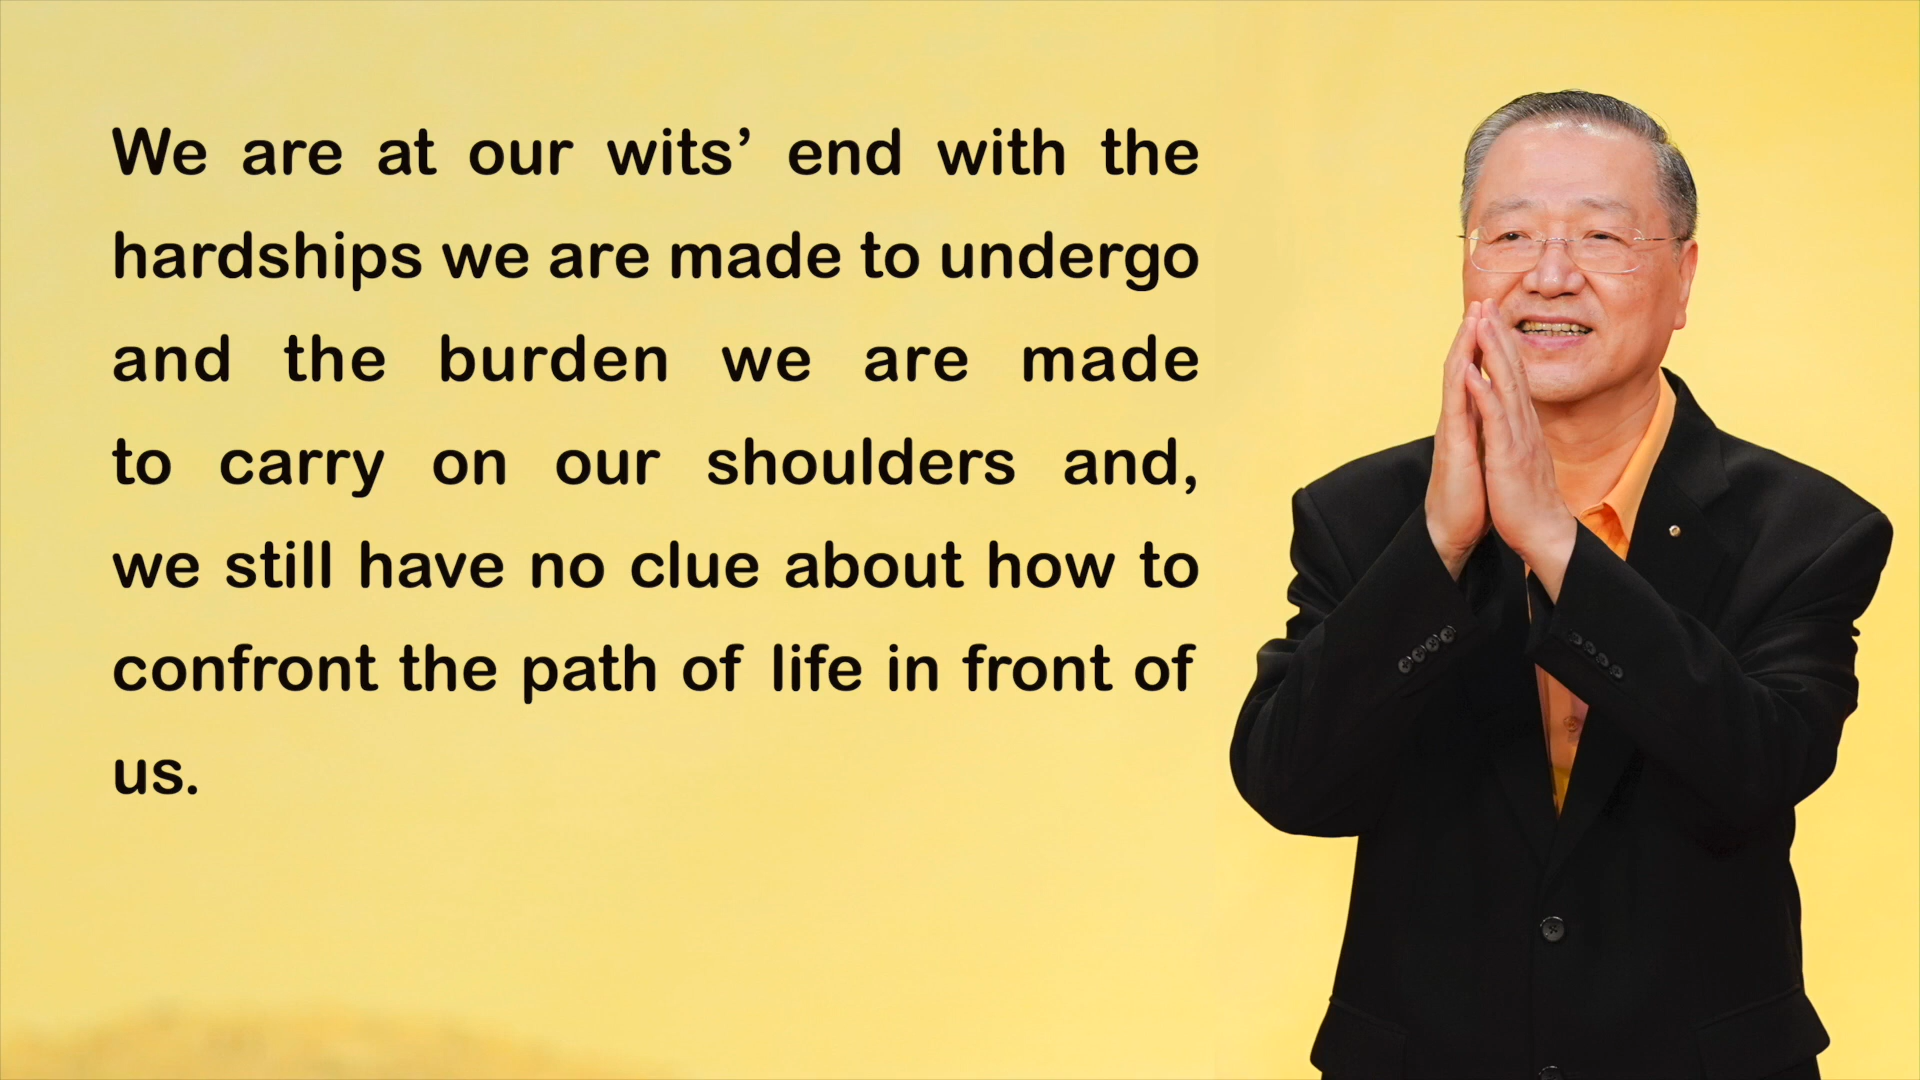 We are at our wits’ end with the
hardships we are made to undergo
and the burden we are made
to carry on our shoulders and,
we still have no clue about how to
confront the path of life in front of
us.